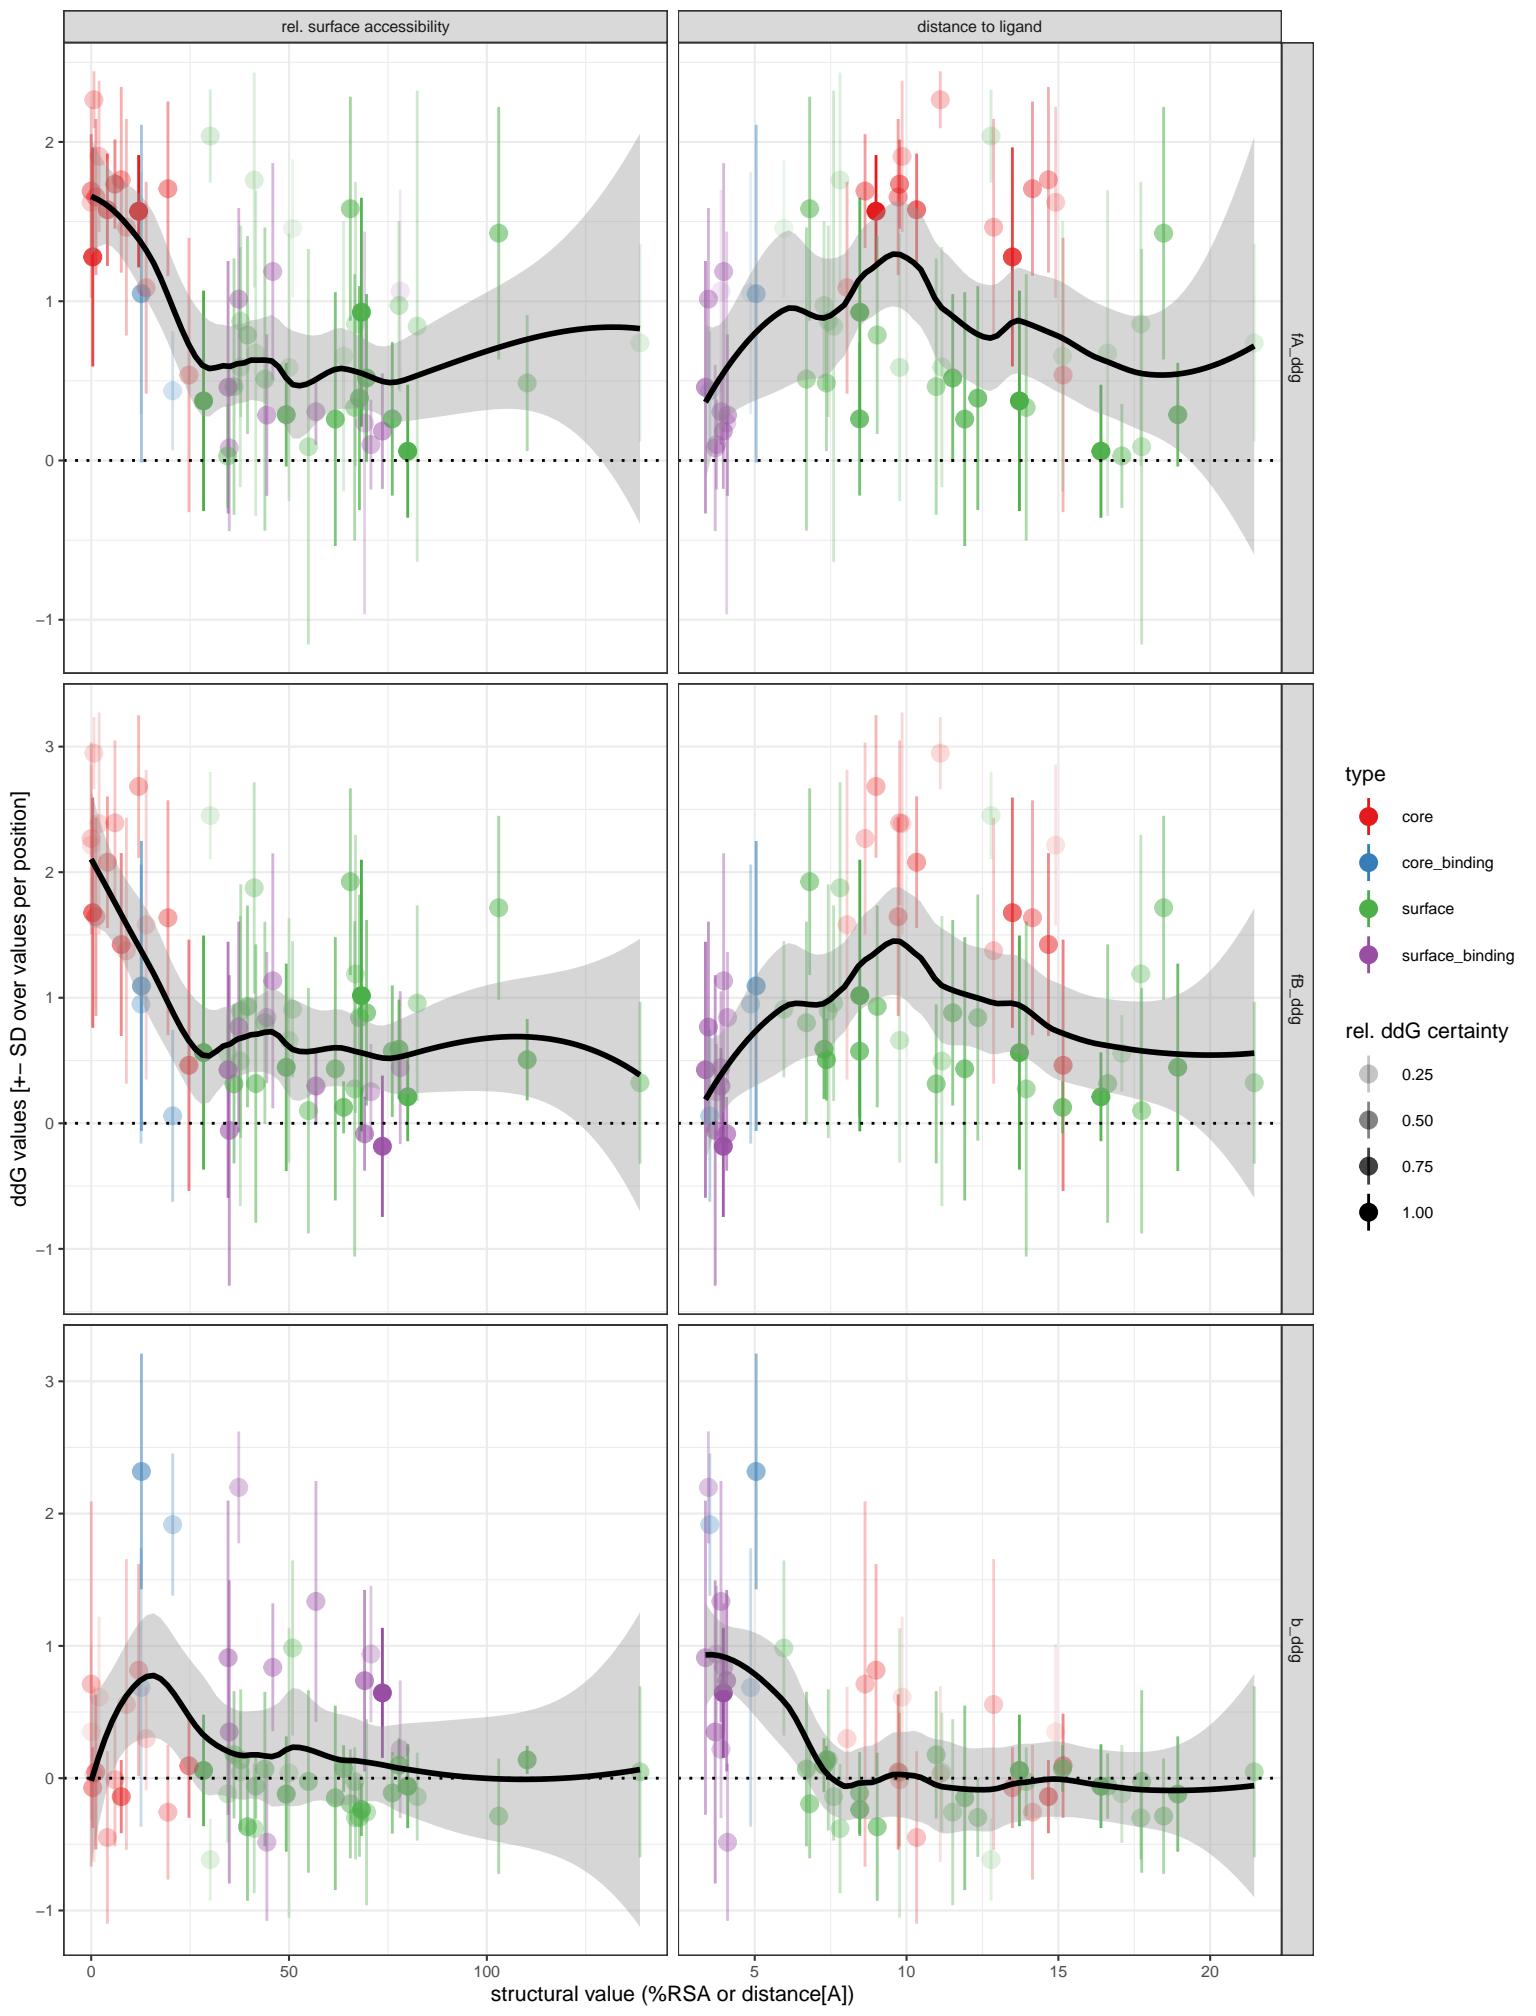 rel. surface accessibility
distance to ligand
2
1
0
−1
fA_ddg
3
2
1
0
−1
fB_ddg
3
2
1
0
−1
b_ddg
0
50
100
5
10
15
20
structural value (%RSA or distance[A])
ddG values [+− SD over values per position]
type
core
core_binding
surface
surface_binding
rel. ddG certainty
0.25
0.50
0.75
1.00